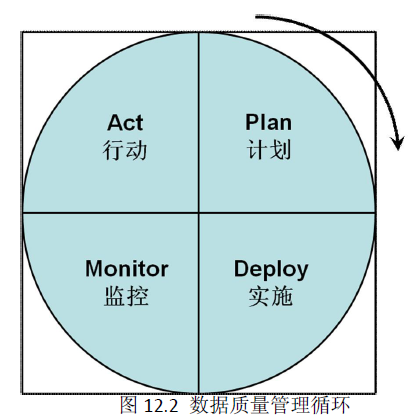 Act
行动
Plan
计划
Monitor
监控
Deploy
实施
图 12.2 数据质量管理循环